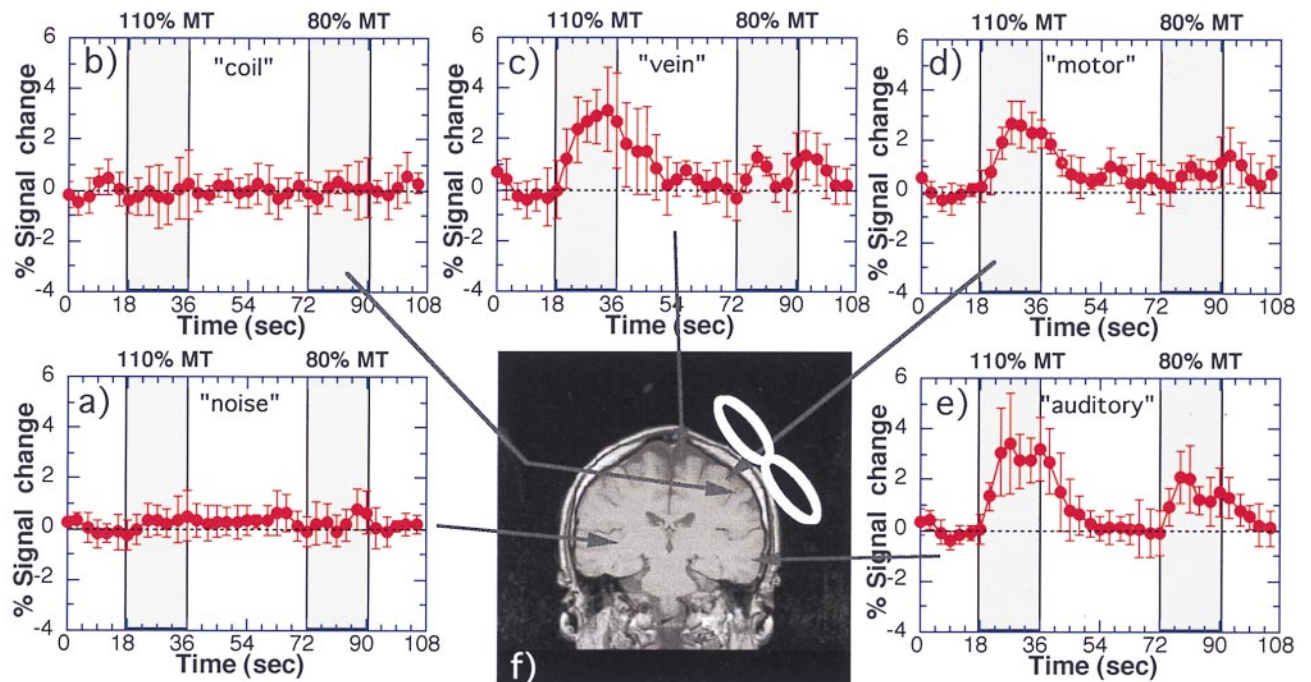 110% MT 80% MT
6
4
2
0
-2
-4
% Signal change
b) "coil"
0 18 36 54 72 90 108
Time (sec)
110% MT 80% MT
6
4
2
0
-2
-4
% Signal change
c) "vein"
0 18 36 54 72 90 108
Time (sec)
110% MT 80% MT
6
4
2
0
-2
-4
% Signal change
d) "motor"
0 18 36 54 72 90 108
Time (sec)
110% MT 80% MT
6
4
2
0
-2
-4
% Signal change
a) "noise"
0 18 36 54 72 90 108
Time (sec)
f)
110% MT 80% MT
6
4
2
0
-2
-4
% Signal change
e) "auditory"
0 18 36 54 72 90 108
Time (sec)